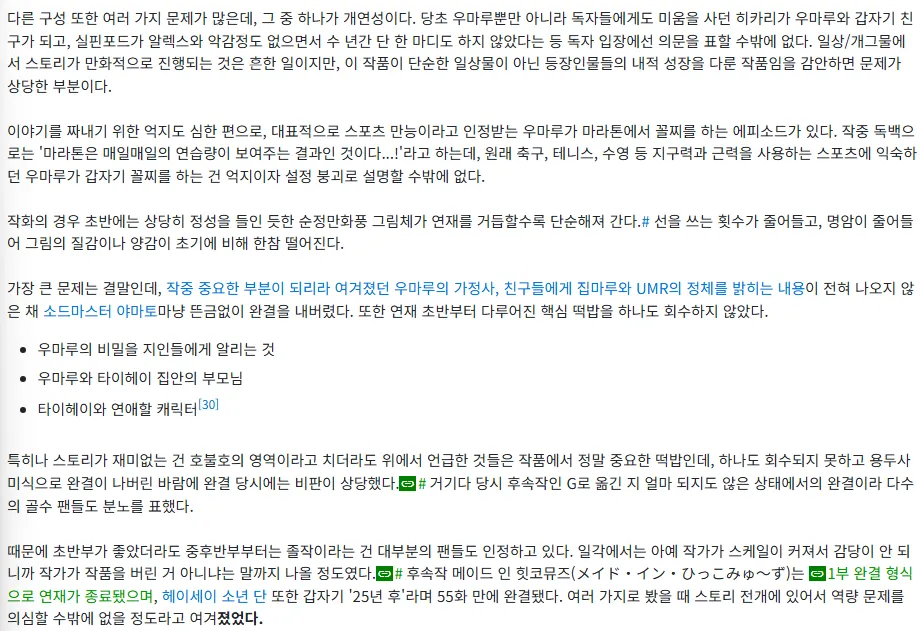 다른 구성 또한 여러 가지 문제가 많은데, 그 중 하나가 개연성이다. 당초 우마루뿐만 아니라 독자들에게도 미움을 사던 히카리가 우마루와 갑자기 친
구가 되고, 실핀포드가 알렉스와 악감정도 없으면서 수 년간 단 한 마디도 하지 않았다는 등 독자 입장에선 의문을 표할 수밖에 없다. 일상/개그물에
서 스토리가 만화적으로 진행되는 것은 흔한 일이지만, 이 작품이 단순한 일상물이 아닌 등장인물들의 내적 성장을 다룬 작품임을 감안하면 문제가
상당한 부분이다.
이야기를 짜내기 위한 억지도 심한 편으로, 대표적으로 스포츠 만능이라고 인정받는 우마루가 마라톤에서 꼴찌를 하는 에피소드가 있다. 작중 독백으
로는 '마라톤은 매일매일의 연습량이 보여주는 결과인 것이다...!'라고 하는데, 원래 축구, 테니스, 수영 등 지구력과 근력을 사용하는 스포츠에 익숙하
던 우마루가 갑자기 꼴찌를 하는 건 억지이자 설정 붕괴로 설명할 수밖에 없다.
작화의 경우 초반에는 상당히 정성을 들인 듯한 순정만화풍 그림체가 연재를 거듭할수록 단순해져 간다.# 선을 쓰는 횟수가 줄어들고, 명암이 줄어들
어 그림의 질감이나 양감이 초기에 비해 한참 떨어진다.
가장 큰 문제는 결말인데, 작중 중요한 부분이 되리라 여겨졌던 우마루의 가정사, 친구들에게 집마루와 UMR의 정체를 밝히는 내용이 전혀 나오지 않
은 채 소드마스터 야마토마냥 뜬금없이 완결을 내버렸다. 또한 연재 초반부터 다루어진 핵심 떡밥을 하나도 회수하지 않았다.
• 우마루의 비밀을 지인들에게 알리는 것
• 우마루와 타이헤이 집안의 부모님
• 타이헤이와 연애할 캐릭터[30]
특히나 스토리가 재미없는 건 호불호의 영역이라고 치더라도 위에서 언급한 것들은 작품에서 정말 중요한 떡밥인데, 하나도 회수되지 못하고 용두사
미식으로 완결이 나버린 바람에 완결 당시에는 비판이 상당했다.# 거기다 당시 후속작인 G로 옮긴 지 얼마 되지도 않은 상태에서의 완결이라 다수
의 골수 팬들도 분노를 표했다.
때문에 초반부가 좋았더라도 중후반부부터는 졸작이라는 건 대부분의 팬들도 인정하고 있다. 일각에서는 아예 작가가 스케일이 커져서 감당이 안 되
니까 작가가 작품을 버린 거 아니냐는 말까지 나올 정도였다.# 후속작 메이드 인 힛코뮤즈(メイド・イン・ひっこみゅ～ず)는 1부 완결 형식
으로 연재가 종료됐으며, 헤이세이 소년 단 또한 갑자기 '25년 후'라며 55화 만에 완결됐다. 여러 가지로 봤을 때 스토리 전개에 있어서 역량 문제를
의심할 수밖에 없을 정도라고 여겨졌었다.